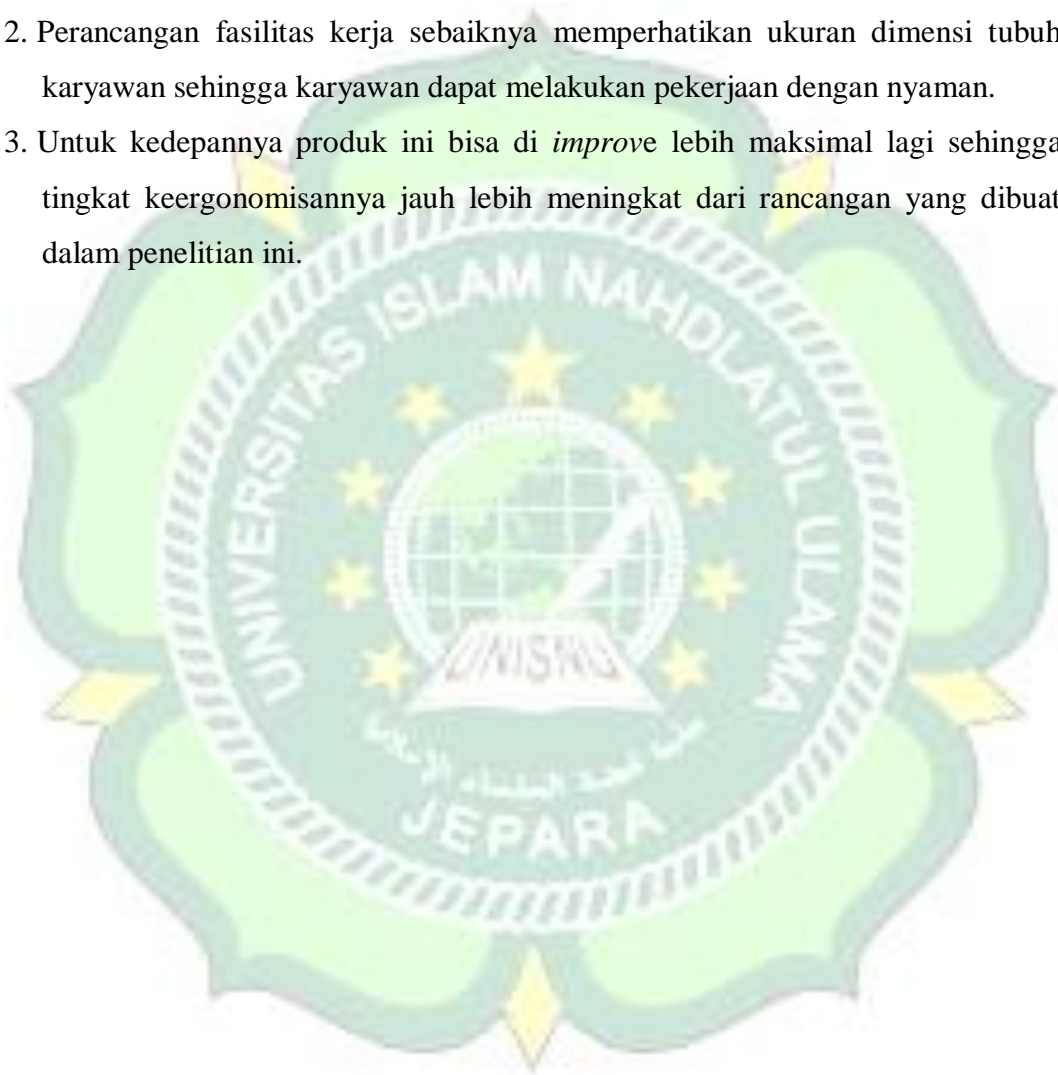 2. Perancangan fasilitas kerja sebaiknya memperhatikan ukuran dimensi tubuh
karyawan sehingga karyawan dapat melakukan pekerjaan dengan nyaman.
3. Untuk kedepannya produk ini bisa di improve lebih maksimal lagi sehingga
tingkat keergonomisannya jauh lebih meningkat dari rancangan yang dibuat
dalam penelitian ini.
UNIVERSITAS ISLAM NAHDLATUL ULAMA
UNISNU
JEPARA